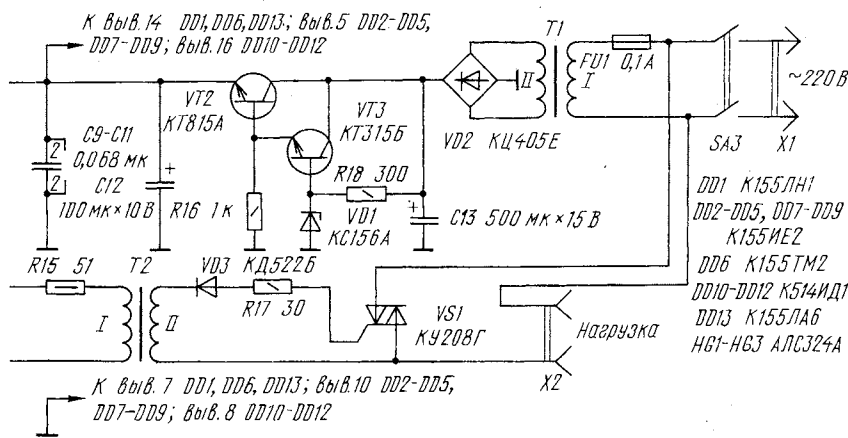 К выв. 14 DD1, DD6, DD13; выв. 5 DD2-DD5,
DD7-DD9; выв. 16 DD10-DD12
T1
FU1
0,1 А
I
II
~220 В
VT2
КТ815А
VT3
КТ315Б
VD2 КЦ405Е
SA3
X1
C9-C11
0,068 мк
2
2
C12
100 мк × 10 В
R16 1 к
R18 300
VD1
КС156А
C13 500 мк × 15 В
DD1 К155ЛН1
DD2-DD5, DD7-DD9
К155ИЕ2
DD6 К155ТМ2
DD10-DD12 К514ИД1
DD13 К155ЛА6
HG1-HG3 АЛС324А
R15 51
T2
VD3
КД522Б
R17 30
I
II
VS1
КУ208Г
Нагрузка
X2
К выв. 7 DD1, DD6, DD13; выв. 10 DD2-DD5,
DD7-DD9; выв. 8 DD10-DD12